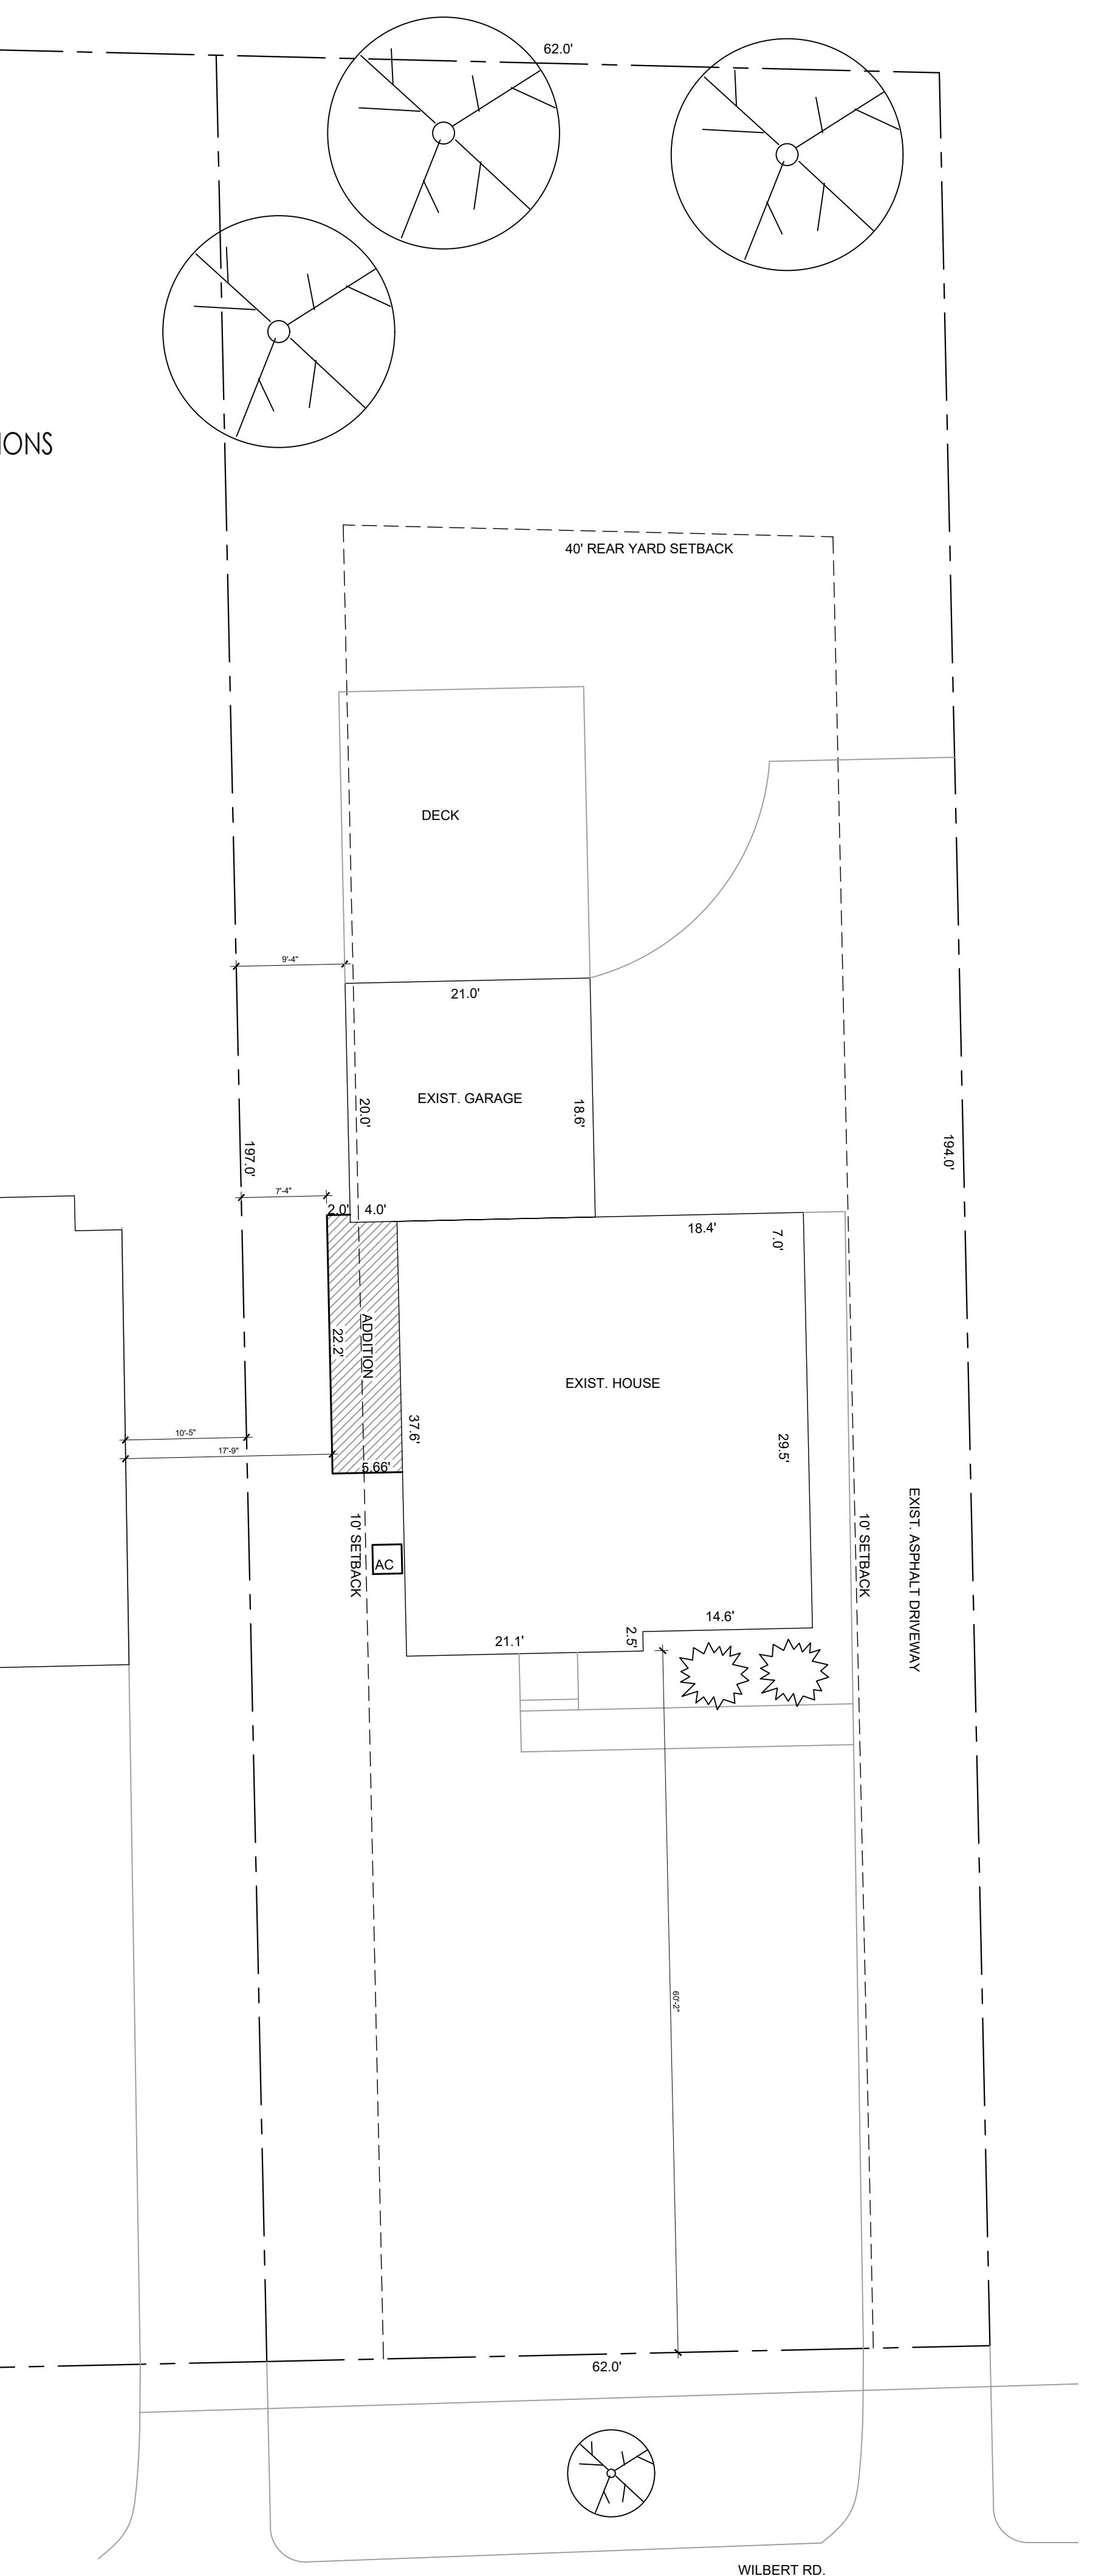 62.0'
IONS
40' REAR YARD SETBACK
DECK
9'-4"
21.0'
EXIST. GARAGE
20.0'
18.6'
197.0'
194.0'
7'-4"
2.0'
4.0'
18.4'
7.0'
ADDITION
22.2'
EXIST. HOUSE
37.6'
29.5'
10'-5"
17'-9"
5.66'
10' SETBACK
AC
10' SETBACK
EXIST. ASPHALT DRIVEWAY
14.6'
2.5'
21.1'
60'-2"
62.0'
WILBERT RD.